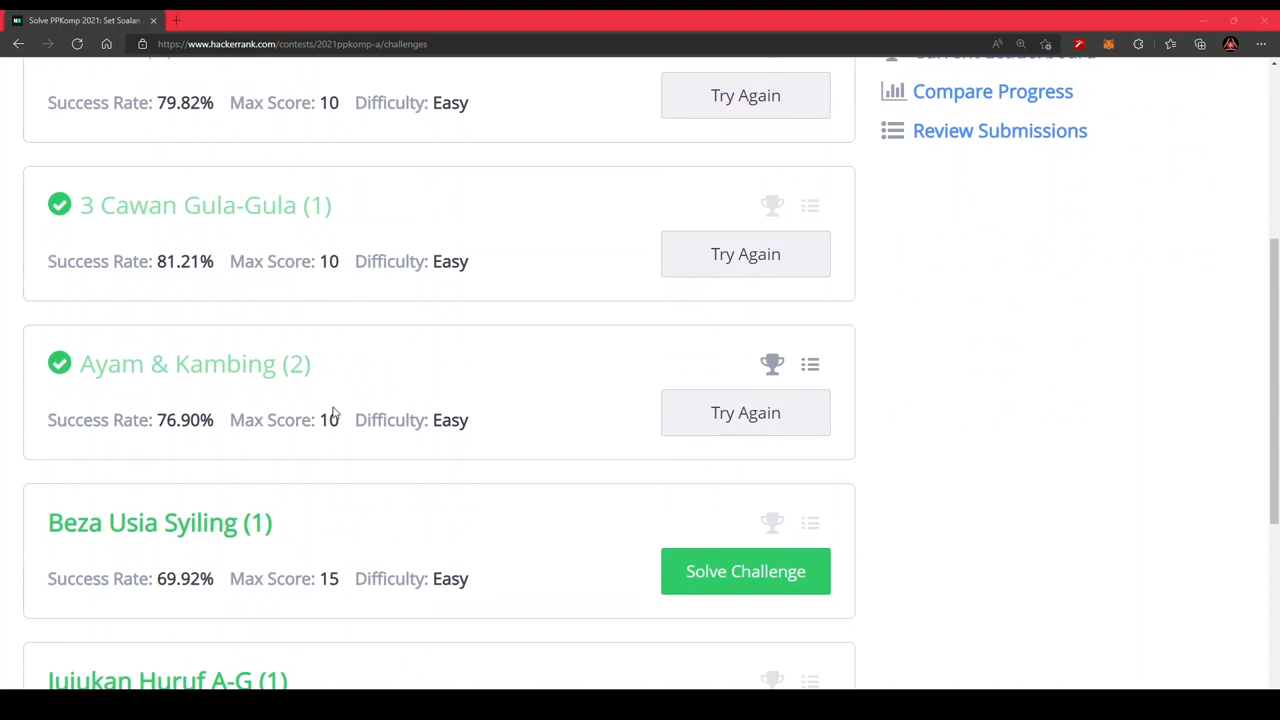 Solve PPKomp 2021: Set Soalan
https://www.hackerrank.com/contests/2021ppkomp-a/challenges
Success Rate: 79.82% Max Score: 10 Difficulty: Easy
Try Again
Compare Progress
Review Submissions
3 Cawan Gula-Gula (1)
Success Rate: 81.21% Max Score: 10 Difficulty: Easy
Try Again
Ayam & Kambing (2)
Success Rate: 76.90% Max Score: 10 Difficulty: Easy
Try Again
Beza Usia Syiling (1)
Success Rate: 69.92% Max Score: 15 Difficulty: Easy
Solve Challenge
Jujukan Huruf A-G (1)